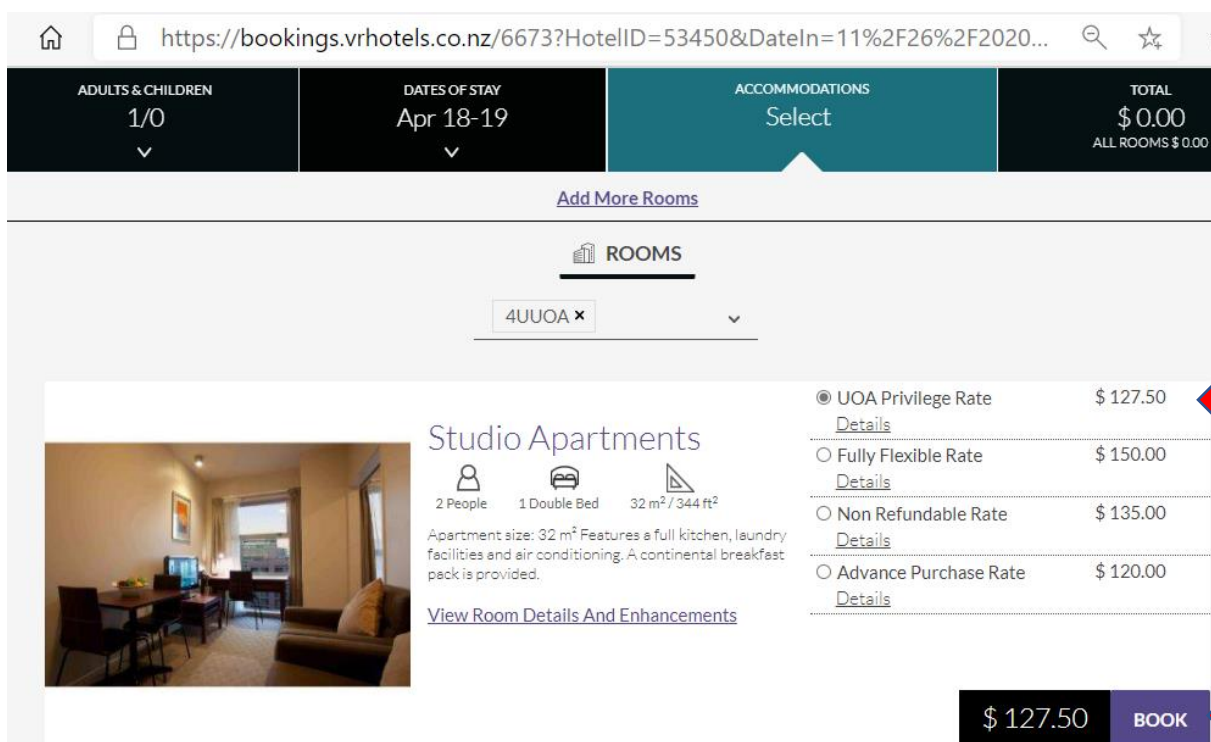 https://bookings.vrhotels.co.nz/6673?HotelID=53450&DateIn=11%2F26%2F2020...
ADULTS & CHILDREN
1/0
DATES OF STAY
Apr 18-19
ACCOMMODATIONS
Select
TOTAL
$ 0.00
ALL ROOMS $ 0.00
Add More Rooms
ROOMS
4UUOA ×
Studio Apartments
2 People 1 Double Bed 32 m² / 344 ft²
Apartment size: 32 m² Features a full kitchen, laundry
facilities and air conditioning. A continental breakfast
pack is provided.
View Room Details And Enhancements
UOA Privilege Rate $ 127.50
Details
Fully Flexible Rate $ 150.00
Details
Non Refundable Rate $ 135.00
Details
Advance Purchase Rate $ 120.00
Details
$ 127.50 BOOK